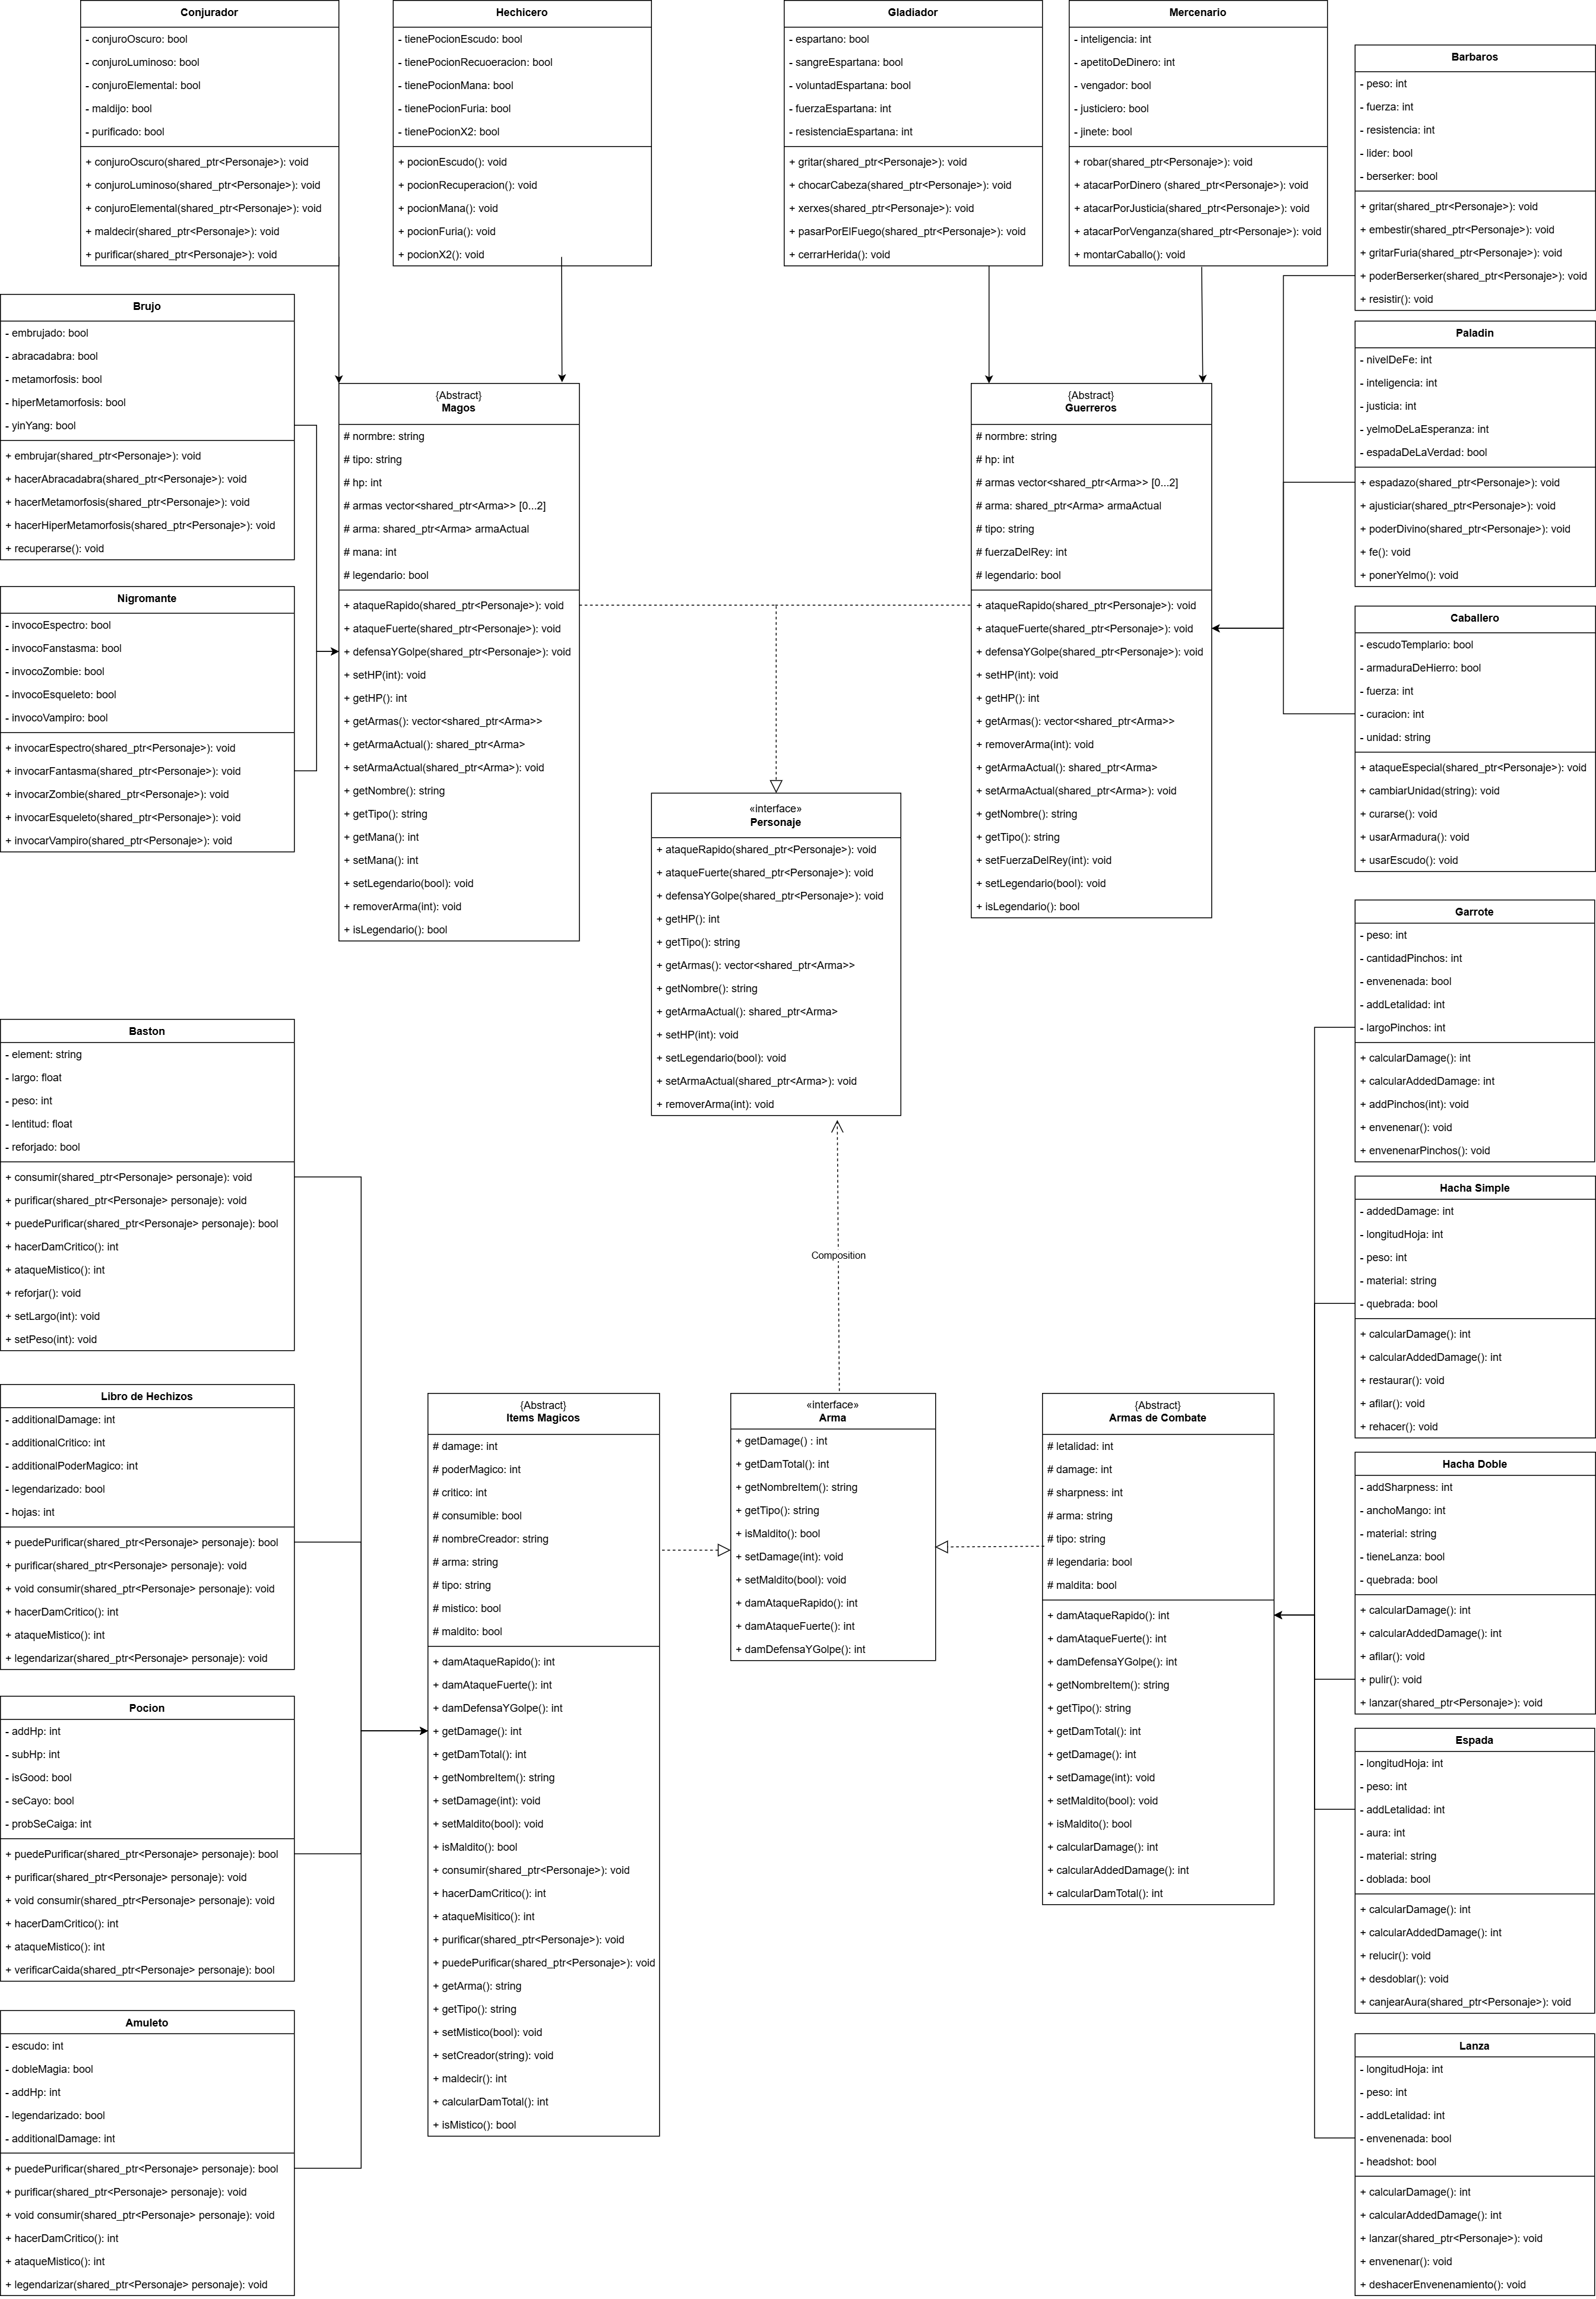 Conjurador
- conjuroOscuro: bool
- conjuroLuminoso: bool
- conjuroElemental: bool
- maldijo: bool
- purificado: bool
+ conjuroOscuro(shared_ptr<Personaje>): void
+ conjuroLuminoso(shared_ptr<Personaje>): void
+ conjuroElemental(shared_ptr<Personaje>): void
+ maldecir(shared_ptr<Personaje>): void
+ purificar(shared_ptr<Personaje>): void
Hechicero
- tienePocionEscudo: bool
- tienePocionRecuoeracion: bool
- tienePocionMana: bool
- tienePocionFuria: bool
- tienePocionX2: bool
+ pocionEscudo(): void
+ pocionRecuperacion(): void
+ pocionMana(): void
+ pocionFuria(): void
+ pocionX2(): void
Gladiador
- espartano: bool
- sangreEspartana: bool
- voluntadEspartana: bool
- fuerzaEspartana: int
- resistenciaEspartana: int
+ gritar(shared_ptr<Personaje>): void
+ chocarCabeza(shared_ptr<Personaje>): void
+ xerxes(shared_ptr<Personaje>): void
+ pasarPorElFuego(shared_ptr<Personaje>): void
+ cerrarHerida(): void
Mercenario
- inteligencia: int
- apetitoDeDinero: int
- vengador: bool
- justiciero: bool
- jinete: bool
+ robar(shared_ptr<Personaje>): void
+ atacarPorDinero (shared_ptr<Personaje>): void
+ atacarPorJusticia(shared_ptr<Personaje>): void
+ atacarPorVenganza(shared_ptr<Personaje>): void
+ montarCaballo(): void
Barbaros
- peso: int
- fuerza: int
- resistencia: int
- lider: bool
- berserker: bool
+ gritar(shared_ptr<Personaje>): void
+ embestir(shared_ptr<Personaje>): void
+ gritarFuria(shared_ptr<Personaje>): void
+ poderBerserker(shared_ptr<Personaje>): void
+ resistir(): void
Brujo
- embrujado: bool
- abracadabra: bool
- metamorfosis: bool
- hiperMetamorfosis: bool
- yinYang: bool
+ embrujar(shared_ptr<Personaje>): void
+ hacerAbracadabra(shared_ptr<Personaje>): void
+ hacerMetamorfosis(shared_ptr<Personaje>): void
+ hacerHiperMetamorfosis(shared_ptr<Personaje>): void
+ recuperarse(): void
Paladin
- nivelDeFe: int
- inteligencia: int
- justicia: int
- yelmoDeLaEsperanza: int
- espadaDeLaVerdad: bool
+ espadazo(shared_ptr<Personaje>): void
+ ajusticiar(shared_ptr<Personaje>): void
+ poderDivino(shared_ptr<Personaje>): void
+ fe(): void
+ ponerYelmo(): void
{Abstract}
Magos
# normbre: string
# tipo: string
# hp: int
# armas vector<shared_ptr<Arma>> [0...2]
# arma: shared_ptr<Arma> armaActual
# mana: int
# legendario: bool
+ ataqueRapido(shared_ptr<Personaje>): void
+ ataqueFuerte(shared_ptr<Personaje>): void
+ defensaYGolpe(shared_ptr<Personaje>): void
+ setHP(int): void
+ getHP(): int
+ getArmas(): vector<shared_ptr<Arma>>
+ getArmaActual(): shared_ptr<Arma>
+ setArmaActual(shared_ptr<Arma>): void
+ getNombre(): string
+ getTipo(): string
+ getMana(): int
+ setMana(): int
+ setLegendario(bool): void
+ removerArma(int): void
+ isLegendario(): bool
{Abstract}
Guerreros
# normbre: string
# hp: int
# armas vector<shared_ptr<Arma>> [0...2]
# arma: shared_ptr<Arma> armaActual
# tipo: string
# fuerzaDelRey: int
# legendario: bool
+ ataqueRapido(shared_ptr<Personaje>): void
+ ataqueFuerte(shared_ptr<Personaje>): void
+ defensaYGolpe(shared_ptr<Personaje>): void
+ setHP(int): void
+ getHP(): int
+ getArmas(): vector<shared_ptr<Arma>>
+ removerArma(int): void
+ getArmaActual(): shared_ptr<Arma>
+ setArmaActual(shared_ptr<Arma>): void
+ getNombre(): string
+ getTipo(): string
+ setFuerzaDelRey(int): void
+ setLegendario(bool): void
+ isLegendario(): bool
Nigromante
- invocoEspectro: bool
- invocoFanstasma: bool
- invocoZombie: bool
- invocoEsqueleto: bool
- invocoVampiro: bool
+ invocarEspectro(shared_ptr<Personaje>): void
+ invocarFantasma(shared_ptr<Personaje>): void
+ invocarZombie(shared_ptr<Personaje>): void
+ invocarEsqueleto(shared_ptr<Personaje>): void
+ invocarVampiro(shared_ptr<Personaje>): void
Caballero
- escudoTemplario: bool
- armaduraDeHierro: bool
- fuerza: int
- curacion: int
- unidad: string
+ ataqueEspecial(shared_ptr<Personaje>): void
+ cambiarUnidad(string): void
+ curarse(): void
+ usarArmadura(): void
+ usarEscudo(): void
«interface»
Personaje
+ ataqueRapido(shared_ptr<Personaje>): void
+ ataqueFuerte(shared_ptr<Personaje>): void
+ defensaYGolpe(shared_ptr<Personaje>): void
+ getHP(): int
+ getTipo(): string
+ getArmas(): vector<shared_ptr<Arma>>
+ getNombre(): string
+ getArmaActual(): shared_ptr<Arma>
+ setHP(int): void
+ setLegendario(bool): void
+ setArmaActual(shared_ptr<Arma>): void
+ removerArma(int): void
Garrote
- peso: int
- cantidadPinchos: int
- envenenada: bool
- addLetalidad: int
- largoPinchos: int
+ calcularDamage(): int
+ calcularAddedDamage: int
+ addPinchos(int): void
+ envenenar(): void
+ envenenarPinchos(): void
Baston
- element: string
- largo: float
- peso: int
- lentitud: float
- reforjado: bool
+ consumir(shared_ptr<Personaje> personaje): void
+ purificar(shared_ptr<Personaje> personaje): void
+ puedePurificar(shared_ptr<Personaje> personaje): bool
+ hacerDamCritico(): int
+ ataqueMistico(): int
+ reforjar(): void
+ setLargo(int): void
+ setPeso(int): void
Composition
Hacha Simple
- addedDamage: int
- longitudHoja: int
- peso: int
- material: string
- quebrada: bool
+ calcularDamage(): int
+ calcularAddedDamage(): int
+ restaurar(): void
+ afilar(): void
+ rehacer(): void
Libro de Hechizos
- additionalDamage: int
- additionalCritico: int
- additionalPoderMagico: int
- legendarizado: bool
- hojas: int
+ puedePurificar(shared_ptr<Personaje> personaje): bool
+ purificar(shared_ptr<Personaje> personaje): void
+ void consumir(shared_ptr<Personaje> personaje): void
+ hacerDamCritico(): int
+ ataqueMistico(): int
+ legendarizar(shared_ptr<Personaje> personaje): void
{Abstract}
Items Magicos
# damage: int
# poderMagico: int
# critico: int
# consumible: bool
# nombreCreador: string
# arma: string
# tipo: string
# mistico: bool
# maldito: bool
+ damAtaqueRapido(): int
+ damAtaqueFuerte(): int
+ damDefensaYGolpe(): int
+ getDamage(): int
+ getDamTotal(): int
+ getNombreItem(): string
+ setDamage(int): void
+ setMaldito(bool): void
+ isMaldito(): bool
+ consumir(shared_ptr<Personaje>): void
+ hacerDamCritico(): int
+ ataqueMisitico(): int
+ purificar(shared_ptr<Personaje>): void
+ puedePurificar(shared_ptr<Personaje>): void
+ getArma(): string
+ getTipo(): string
+ setMistico(bool): void
+ setCreador(string): void
+ maldecir(): int
+ calcularDamTotal(): int
+ isMistico(): bool
«interface»
Arma
+ getDamage() : int
+ getDamTotal(): int
+ getNombreItem(): string
+ getTipo(): string
+ isMaldito(): bool
+ setDamage(int): void
+ setMaldito(bool): void
+ damAtaqueRapido(): int
+ damAtaqueFuerte(): int
+ damDefensaYGolpe(): int
{Abstract}
Armas de Combate
# letalidad: int
# damage: int
# sharpness: int
# arma: string
# tipo: string
# legendaria: bool
# maldita: bool
+ damAtaqueRapido(): int
+ damAtaqueFuerte(): int
+ damDefensaYGolpe(): int
+ getNombreItem(): string
+ getTipo(): string
+ getDamTotal(): int
+ getDamage(): int
+ setDamage(int): void
+ setMaldito(bool): void
+ isMaldito(): bool
+ calcularDamage(): int
+ calcularAddedDamage(): int
+ calcularDamTotal(): int
Hacha Doble
- addSharpness: int
- anchoMango: int
- material: string
- tieneLanza: bool
- quebrada: bool
+ calcularDamage(): int
+ calcularAddedDamage(): int
+ afilar(): void
+ pulir(): void
+ lanzar(shared_ptr<Personaje>): void
Pocion
- addHp: int
- subHp: int
- isGood: bool
- seCayo: bool
- probSeCaiga: int
+ puedePurificar(shared_ptr<Personaje> personaje): bool
+ purificar(shared_ptr<Personaje> personaje): void
+ void consumir(shared_ptr<Personaje> personaje): void
+ hacerDamCritico(): int
+ ataqueMistico(): int
+ verificarCaida(shared_ptr<Personaje> personaje): bool
Espada
- longitudHoja: int
- peso: int
- addLetalidad: int
- aura: int
- material: string
- doblada: bool
+ calcularDamage(): int
+ calcularAddedDamage(): int
+ relucir(): void
+ desdoblar(): void
+ canjearAura(shared_ptr<Personaje>): void
Amuleto
- escudo: int
- dobleMagia: bool
- addHp: int
- legendarizado: bool
- additionalDamage: int
+ puedePurificar(shared_ptr<Personaje> personaje): bool
+ purificar(shared_ptr<Personaje> personaje): void
+ void consumir(shared_ptr<Personaje> personaje): void
+ hacerDamCritico(): int
+ ataqueMistico(): int
+ legendarizar(shared_ptr<Personaje> personaje): void
Lanza
- longitudHoja: int
- peso: int
- addLetalidad: int
- envenenada: bool
- headshot: bool
+ calcularDamage(): int
+ calcularAddedDamage(): int
+ lanzar(shared_ptr<Personaje>): void
+ envenenar(): void
+ deshacerEnvenenamiento(): void